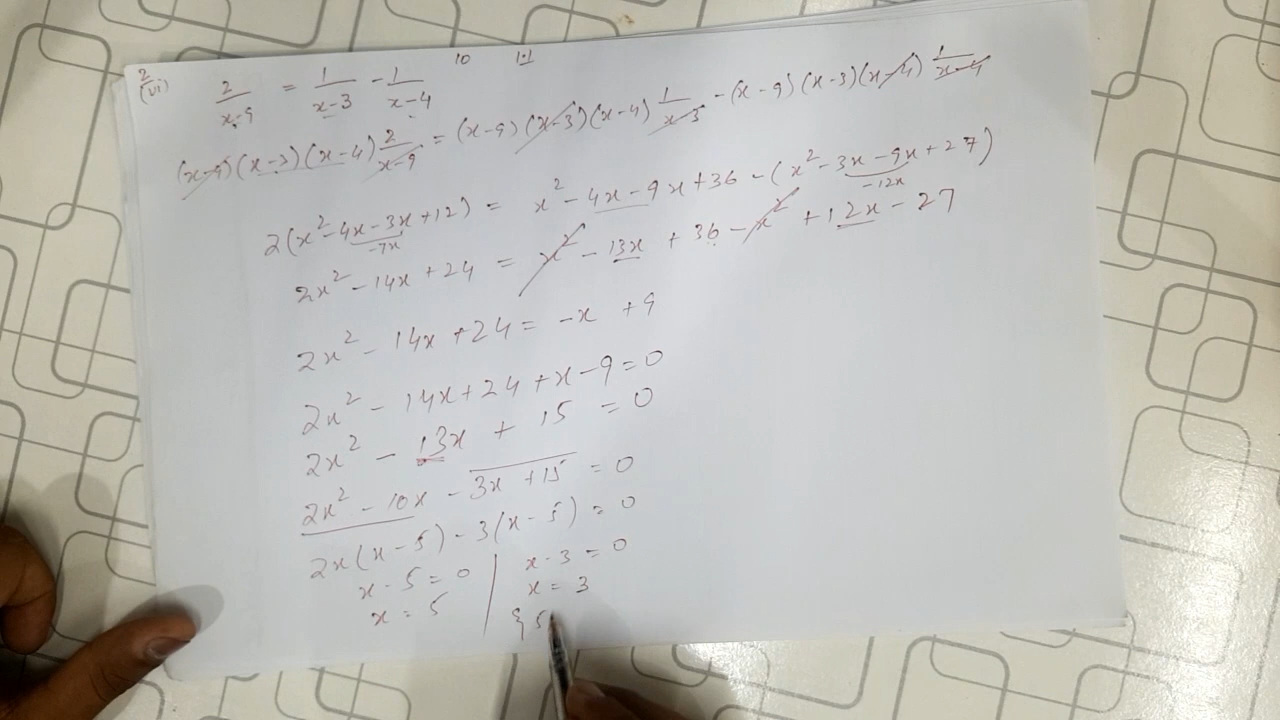 2/(vi) 2/(x-9) = 1/(x-3) - 1/(x-4) 10 1.1
(x-9)(x-3)(x-4) 2/(x-9) = (x-9)(x-3)(x-4) 1/(x-3) - (x-9)(x-3)(x-4) 1/(x-4)
2(x² - 4x - 3x + 12) = x² - 4x - 9x + 36 - (x² - 3x - 9x + 27)
-7x -12x
2x² - 14x + 24 = x² - 13x + 36 - x² + 12x - 27
2x² - 14x + 24 = -x + 9
2x² - 14x + 24 + x - 9 = 0
2x² - 13x + 15 = 0
2x² - 10x - 3x + 15 = 0
2x(x - 5) - 3(x - 5) = 0
x - 5 = 0 | x - 3 = 0
x = 5 | x = 3
{ 5